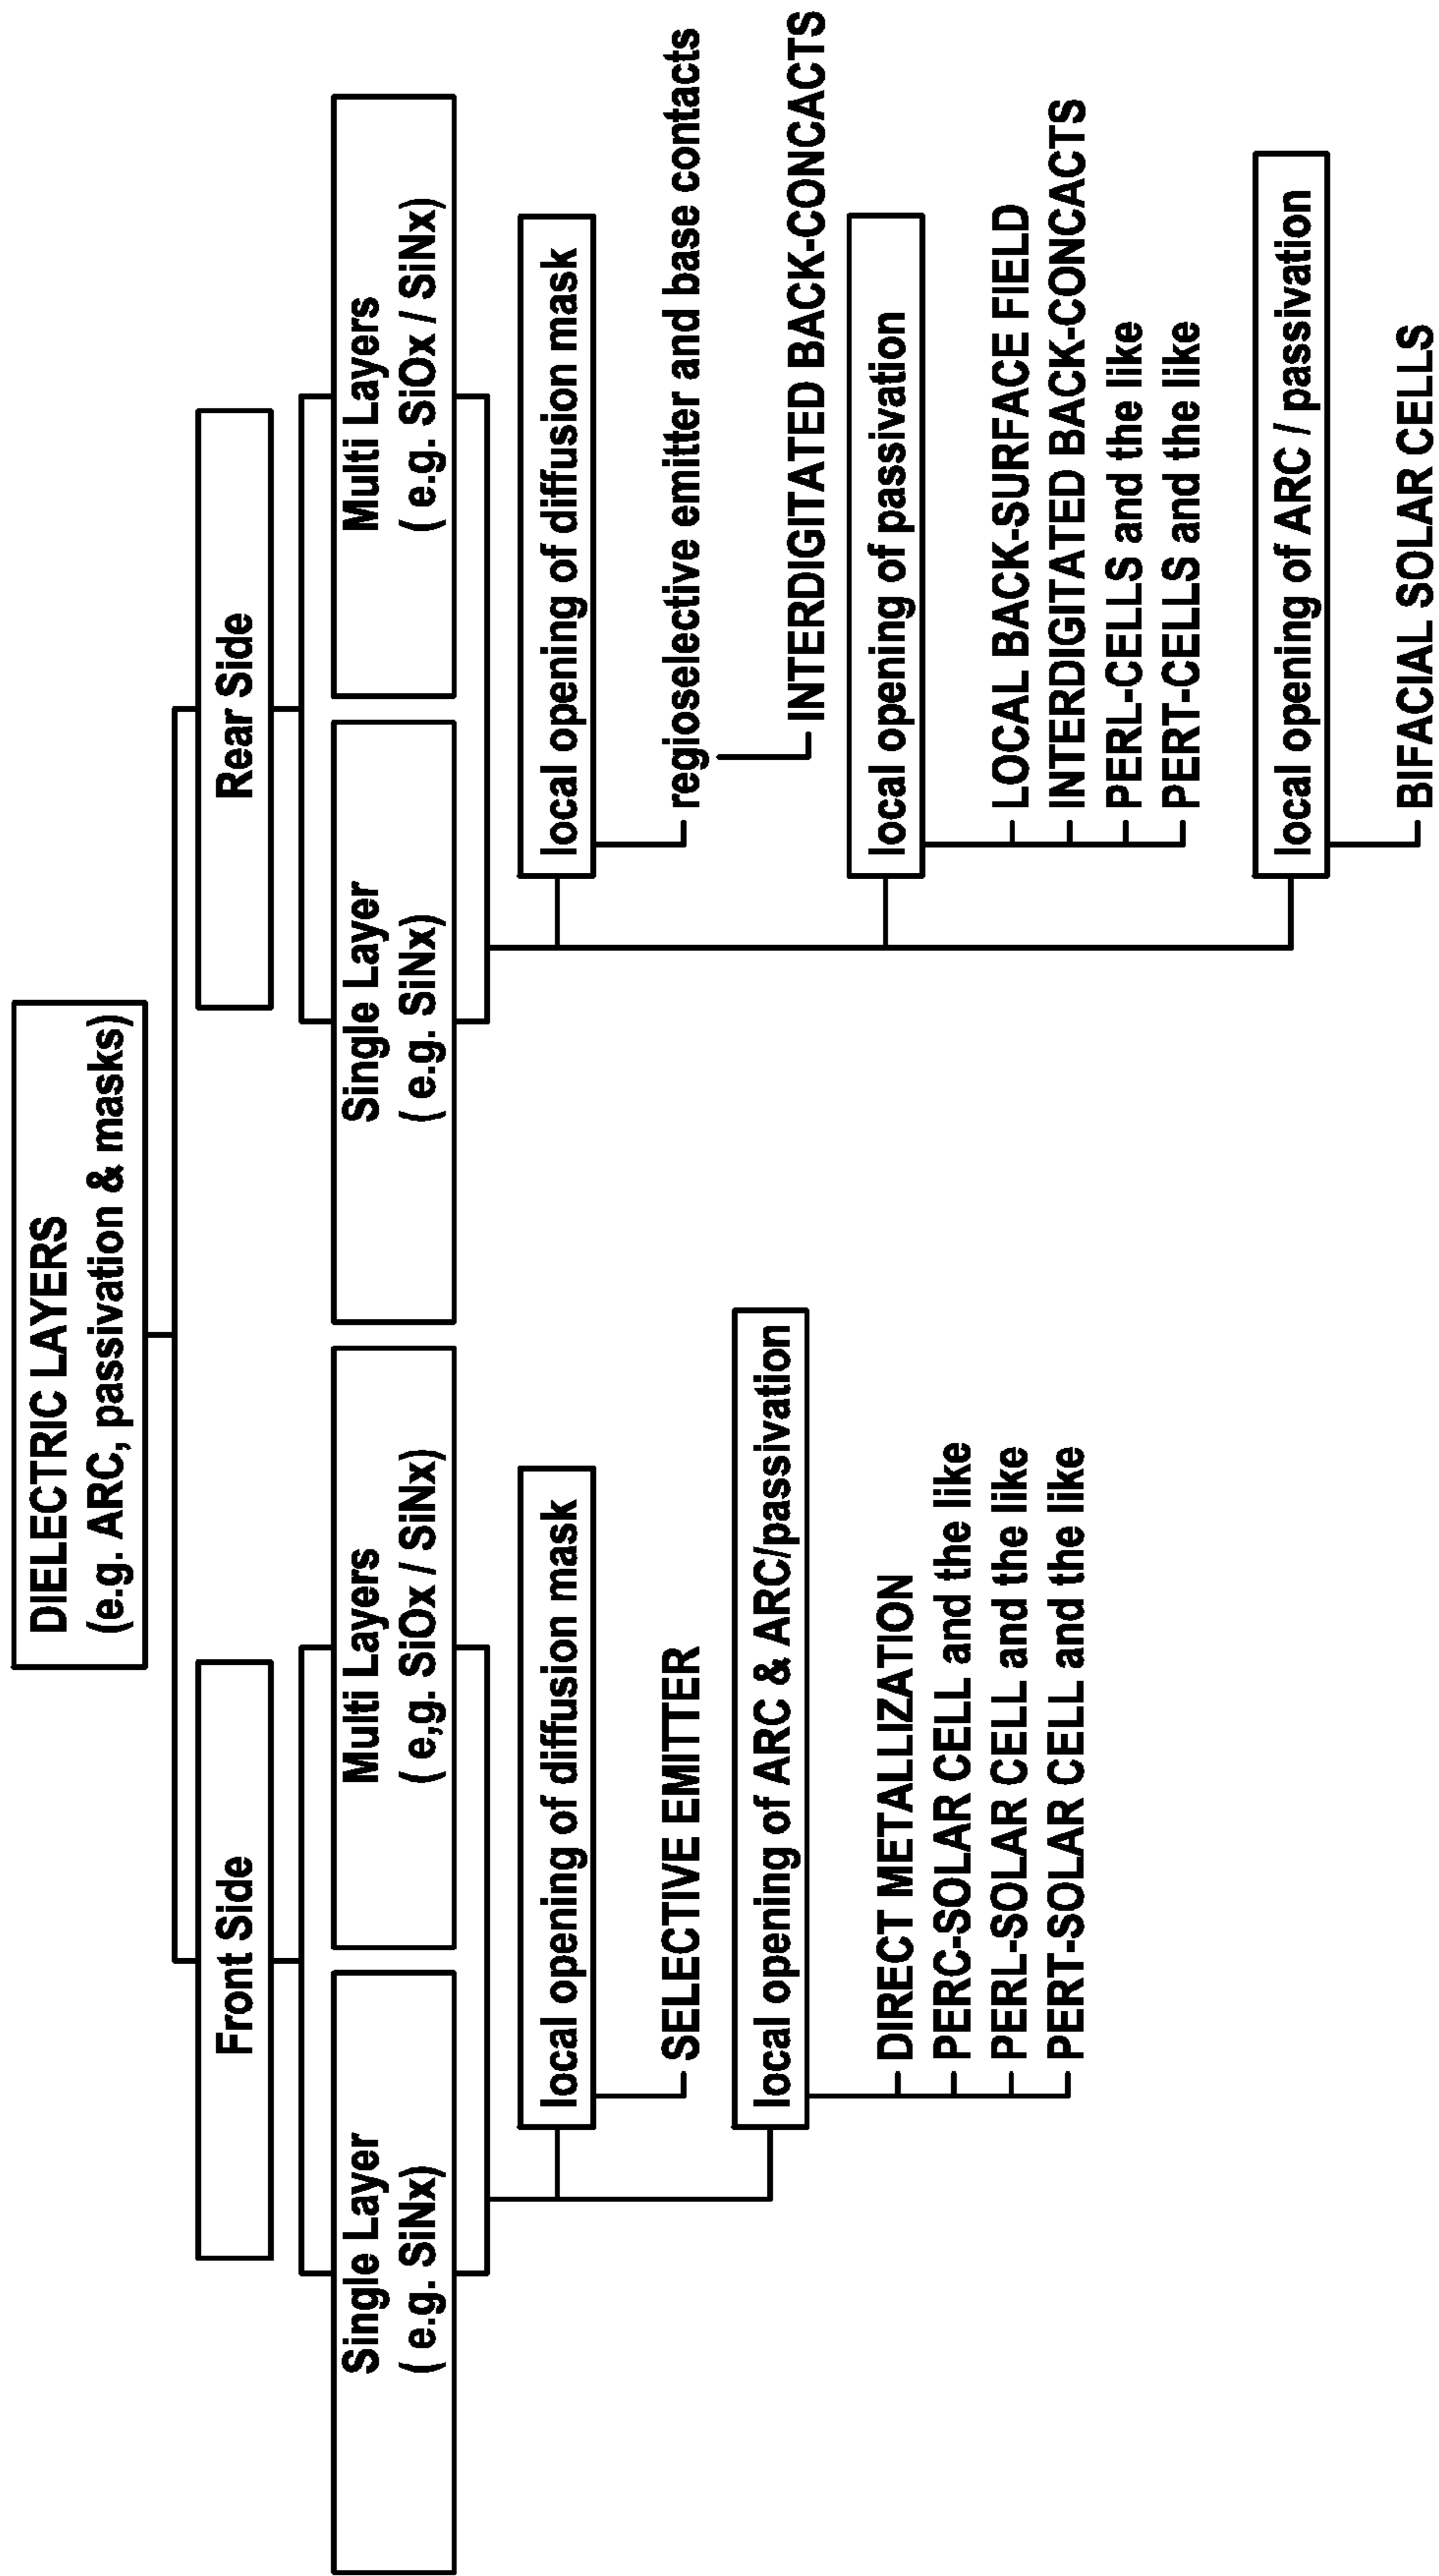 DIELECTRIC LAYERS
(e.g. ARC, passivation & masks)
Front Side
Single Layer
( e.g. SiNx)
Multi Layers
( e,g. SiOx / SiNx)
local opening of diffusion mask
SELECTIVE EMITTER
local opening of ARC & ARC/passivation
DIRECT METALLIZATION
PERC-SOLAR CELL and the like
PERL-SOLAR CELL and the like
PERT-SOLAR CELL and the like
Rear Side
Single Layer
( e.g. SiNx)
Multi Layers
( e.g. SiOx / SiNx)
local opening of diffusion mask
regioselective emitter and base contacts
INTERDIGITATED BACK-CONCACTS
local opening of passivation
LOCAL BACK-SURFACE FIELD
INTERDIGITATED BACK-CONCACTS
PERL-CELLS and the like
PERT-CELLS and the like
local opening of ARC / passivation
BIFACIAL SOLAR CELLS